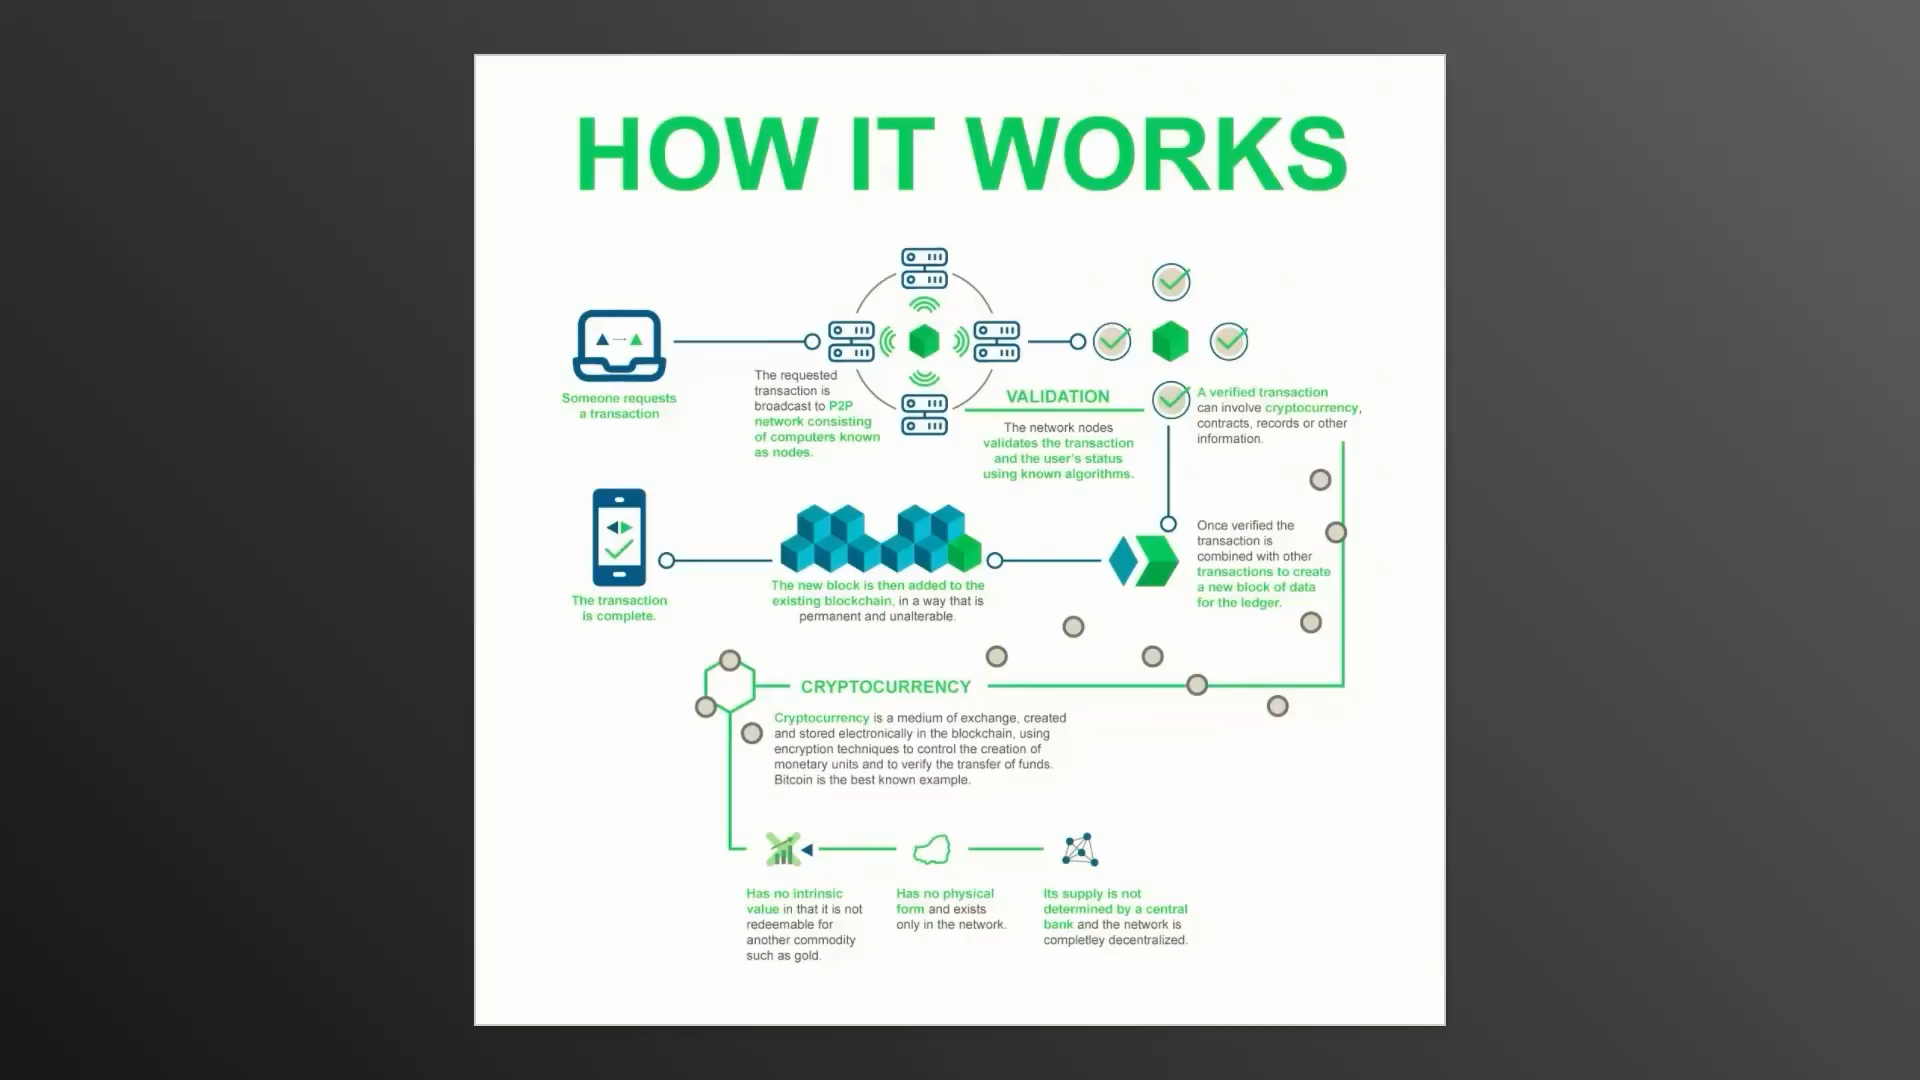 HOW IT WORKS
Someone requests
a transaction
The requested
transaction is
broadcast to P2P
network consisting
of computers known
as nodes.
VALIDATION
The network nodes
validates the transaction
and the user's status
using known algorithms.
A verified transaction
can involve cryptocurrency,
contracts, records or other
information.
Once verified the
transaction is
combined with other
transactions to create
a new block of data
for the ledger.
The new block is then added to the
existing blockchain, in a way that is
permanent and unalterable.
The transaction
is complete.
CRYPTOCURRENCY
Cryptocurrency is a medium of exchange, created
and stored electronically in the blockchain, using
encryption techniques to control the creation of
monetary units and to verify the transfer of funds.
Bitcoin is the best known example.
Has no intrinsic
value in that it is not
redeemable for
another commodity
such as gold.
Has no physical
form and exists
only in the network.
Its supply is not
determined by a central
bank and the network is
completley decentralized.